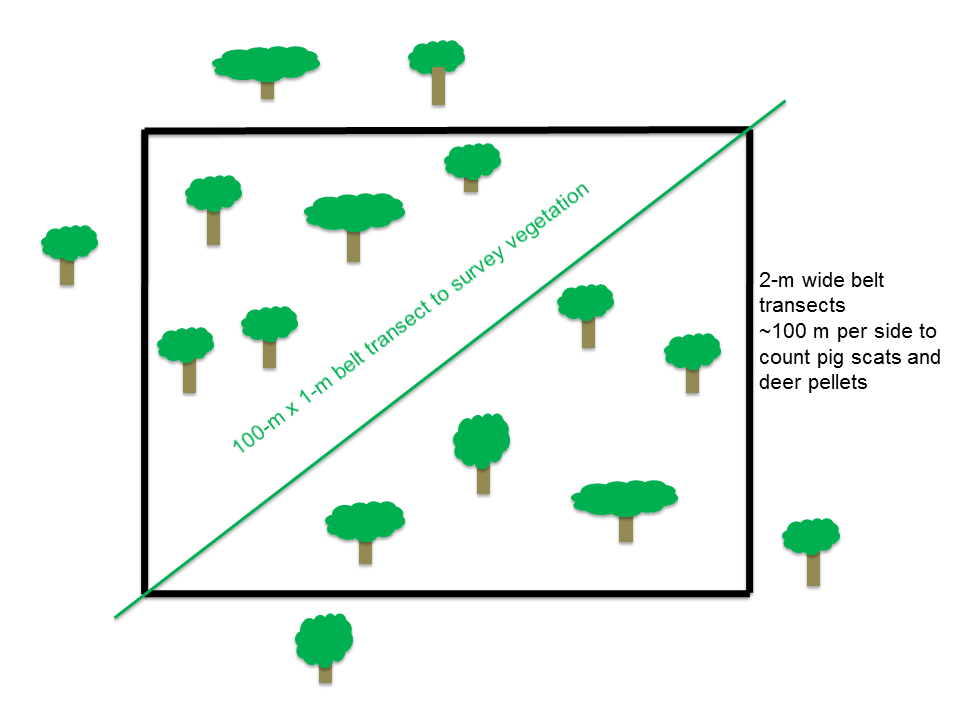 100-m x 1-m belt transect to survey vegetation
2-m wide belt
transects
~100 m per side to
count pig scats and
deer pellets